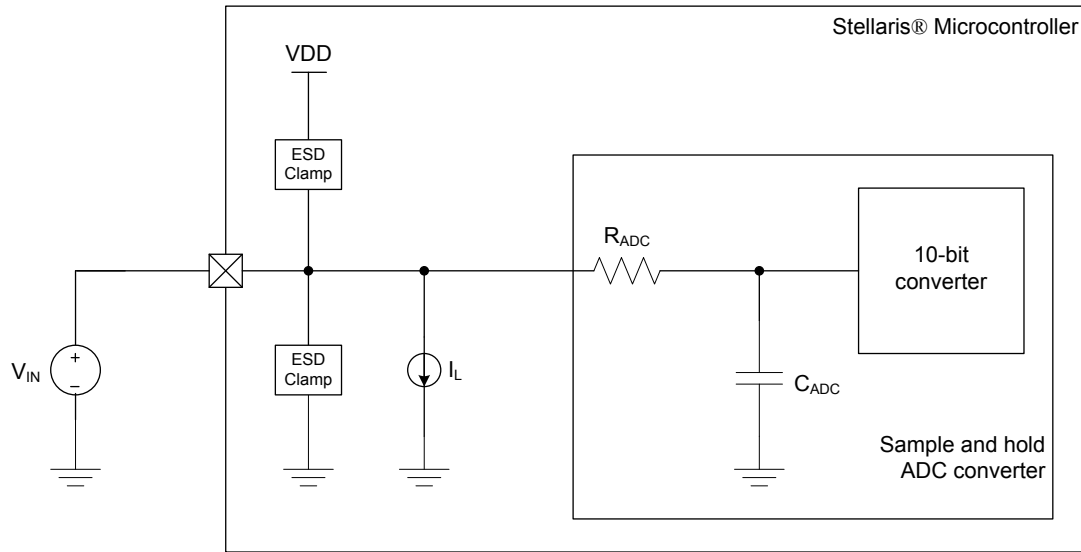 Stellaris® Microcontroller
VDD
ESD
Clamp
R_ADC
10-bit
converter
V_IN
+
–
ESD
Clamp
I_L
C_ADC
Sample and hold
ADC converter